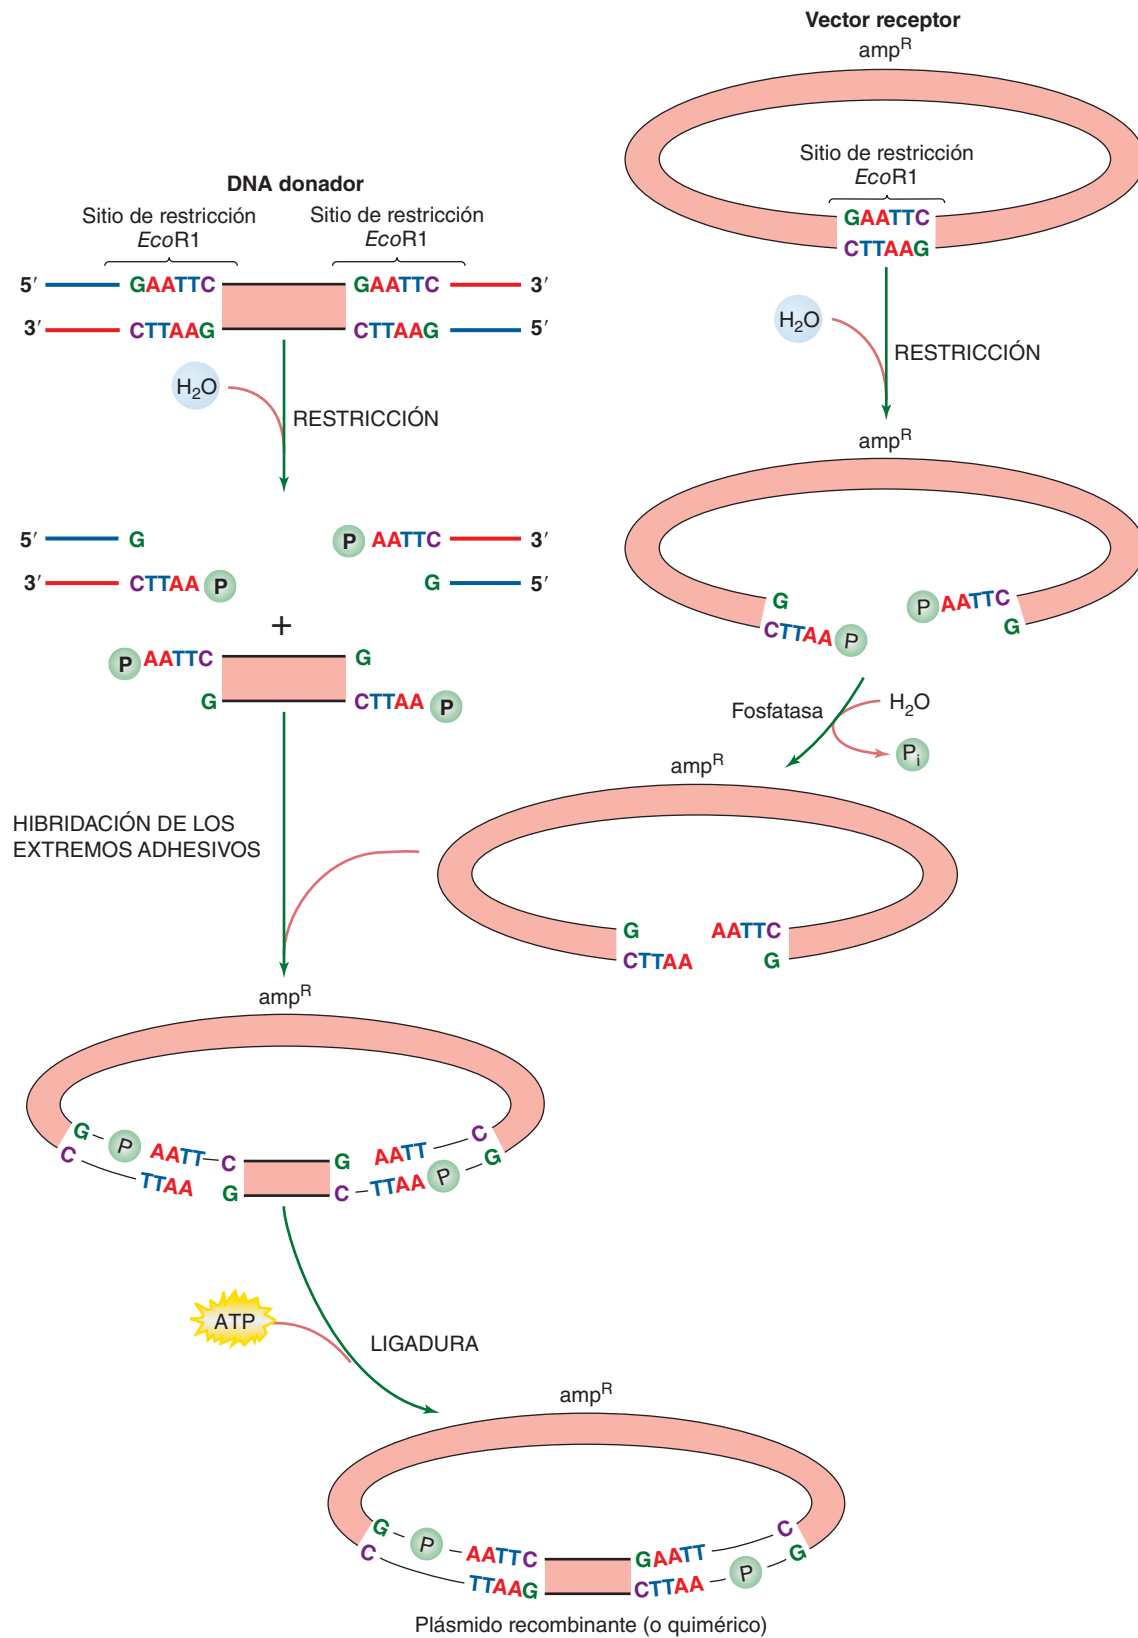 Vector receptor
ampᴿ
Sitio de restricción
EcoR1
GAATTC
CTTAAG
H₂O
RESTRICCIÓN
ampᴿ
G
CTTAA P
P AATTC
G
Fosfatasa
H₂O
Pᵢ
ampᴿ
G
CTTAA
AATTC
G
DNA donador
Sitio de restricción
EcoR1
Sitio de restricción
EcoR1
5′ GAATTC GAATTC 3′
3′ CTTAAG CTTAAG 5′
H₂O
RESTRICCIÓN
5′ G P AATTC 3′
3′ CTTAA P G 5′
+
P AATTC G
G CTTAA P
HIBRIDACIÓN DE LOS
EXTREMOS ADHESIVOS
ampᴿ
G P AATT C G AATT C
C TTAA G C TTAA P G
ATP
LIGADURA
ampᴿ
G P AATTC GAATT C
C TTAAG CTTAA P G
Plásmido recombinante (o quimérico)